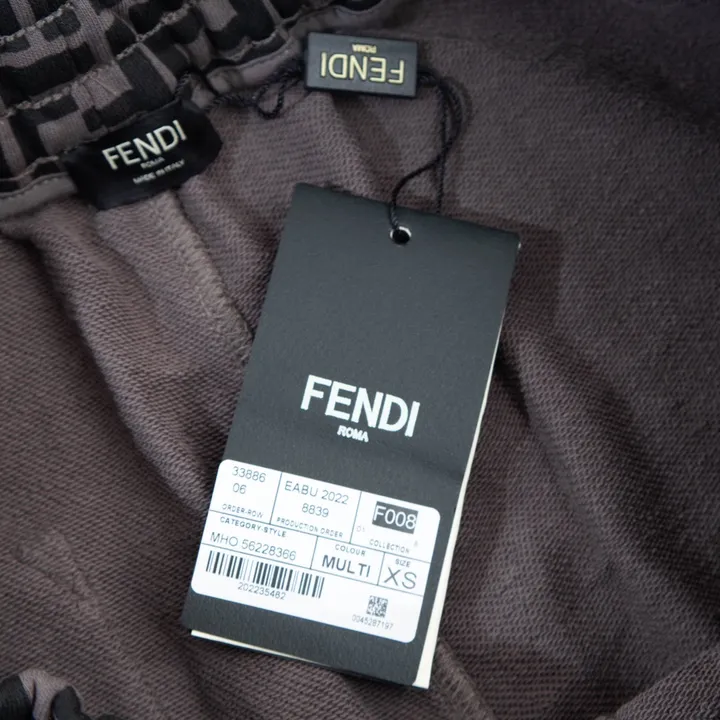 FENDI
ROMA
MADE IN ITALY
FENDI
ROMA
FENDI
ROMA
33886
06
ORDER-ROW
EABU 2022
8839
PRODUCTION ORDER
01 F008
COLLECTION
CATEGORY-STYLE
MHO 56228366
COLOUR
MULTI
SIZE
XS
202235482
0045287197